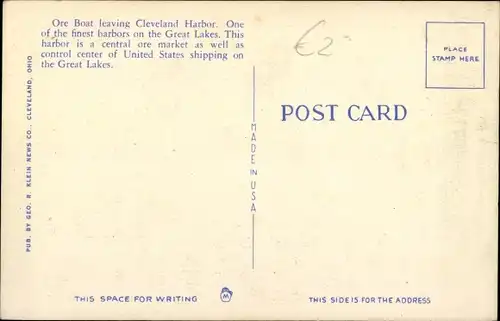 Ore Boat leaving Cleveland Harbor. One
of the finest harbors on the Great Lakes. This
harbor is a central ore market as well as
control center of United States shipping on
the Great Lakes.
€2
PLACE
STAMP HERE
POST CARD
MADE IN USA
PUB. BY GEO. R. KLEIN NEWS CO., CLEVELAND, OHIO
THIS SPACE FOR WRITING
M
THIS SIDE IS FOR THE ADDRESS